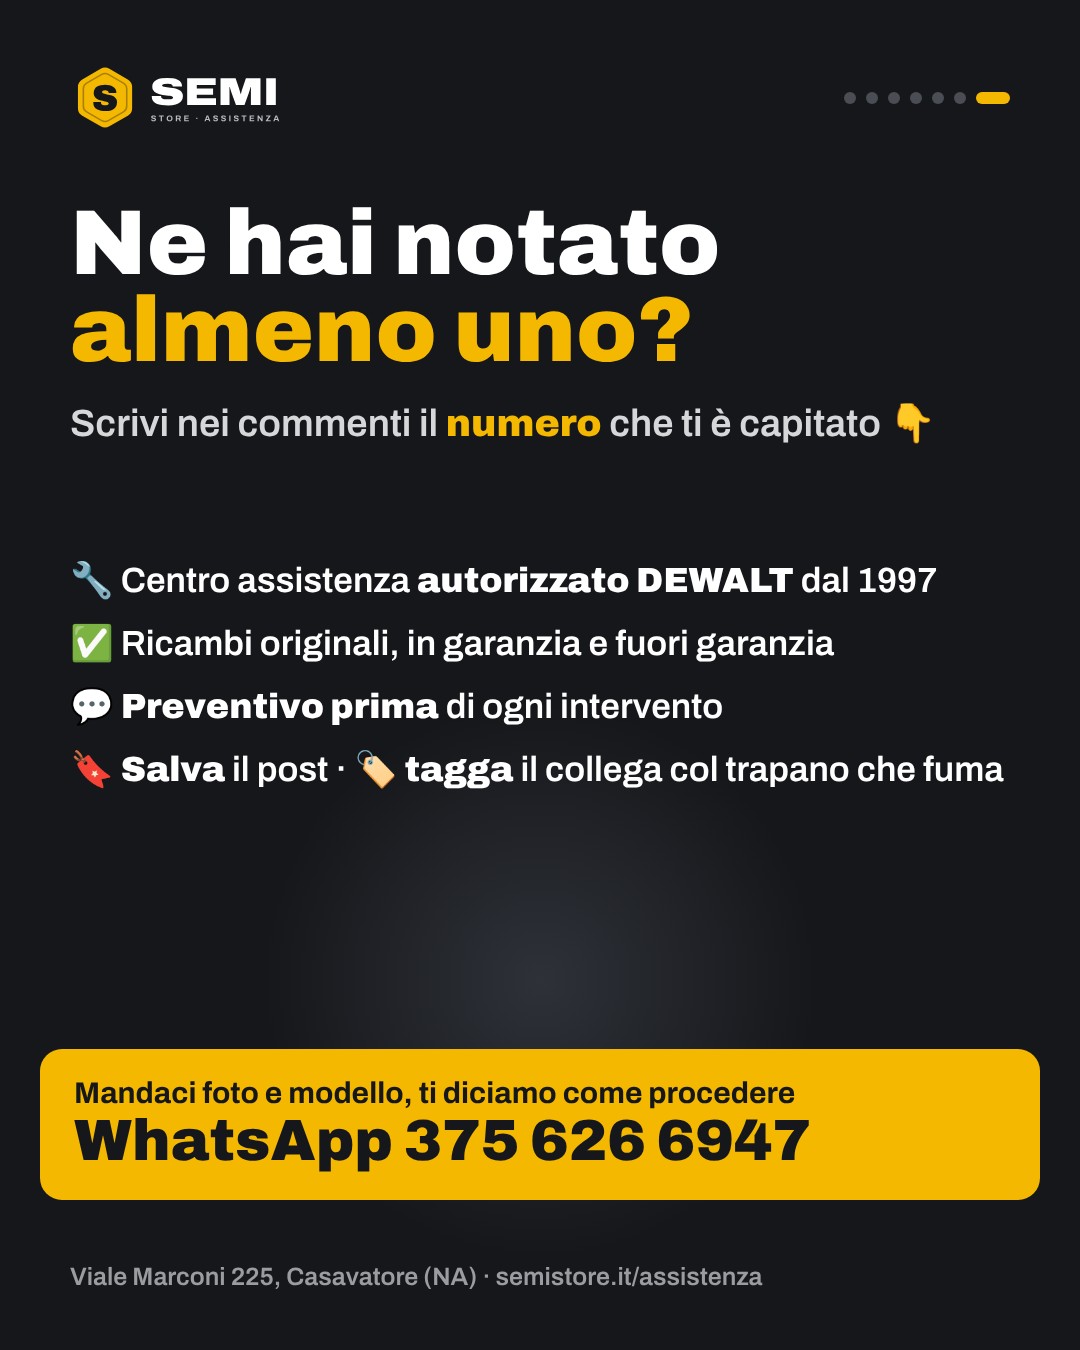 S
SEMI
STORE · ASSISTENZA
Ne hai notato
almeno uno?
Scrivi nei commenti il numero che ti è capitato 👇
🔧 Centro assistenza autorizzato DEWALT dal 1997
✅ Ricambi originali, in garanzia e fuori garanzia
💬 Preventivo prima di ogni intervento
🔖 Salva il post · 🏷️ tagga il collega col trapano che fuma
Mandaci foto e modello, ti diciamo come procedere
WhatsApp 375 626 6947
Viale Marconi 225, Casavatore (NA) · semistore.it/assistenza